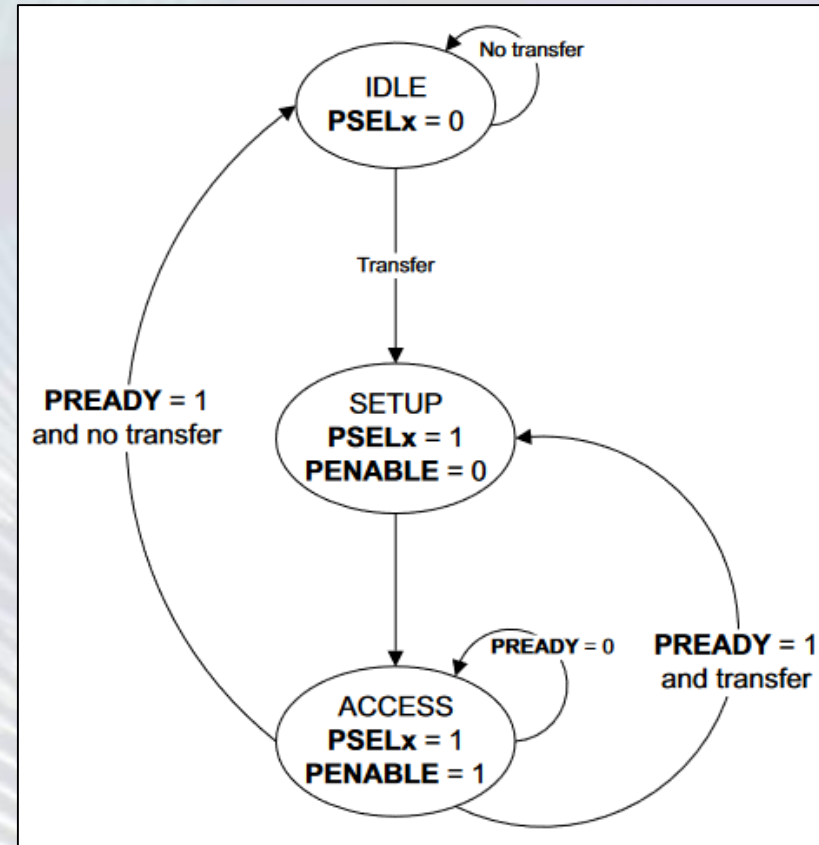 No transfer
IDLE
PSELx = 0
Transfer
PREADY = 1
and no transfer
SETUP
PSELx = 1
PENABLE = 0
PREADY = 0
PREADY = 1
and transfer
ACCESS
PSELx = 1
PENABLE = 1